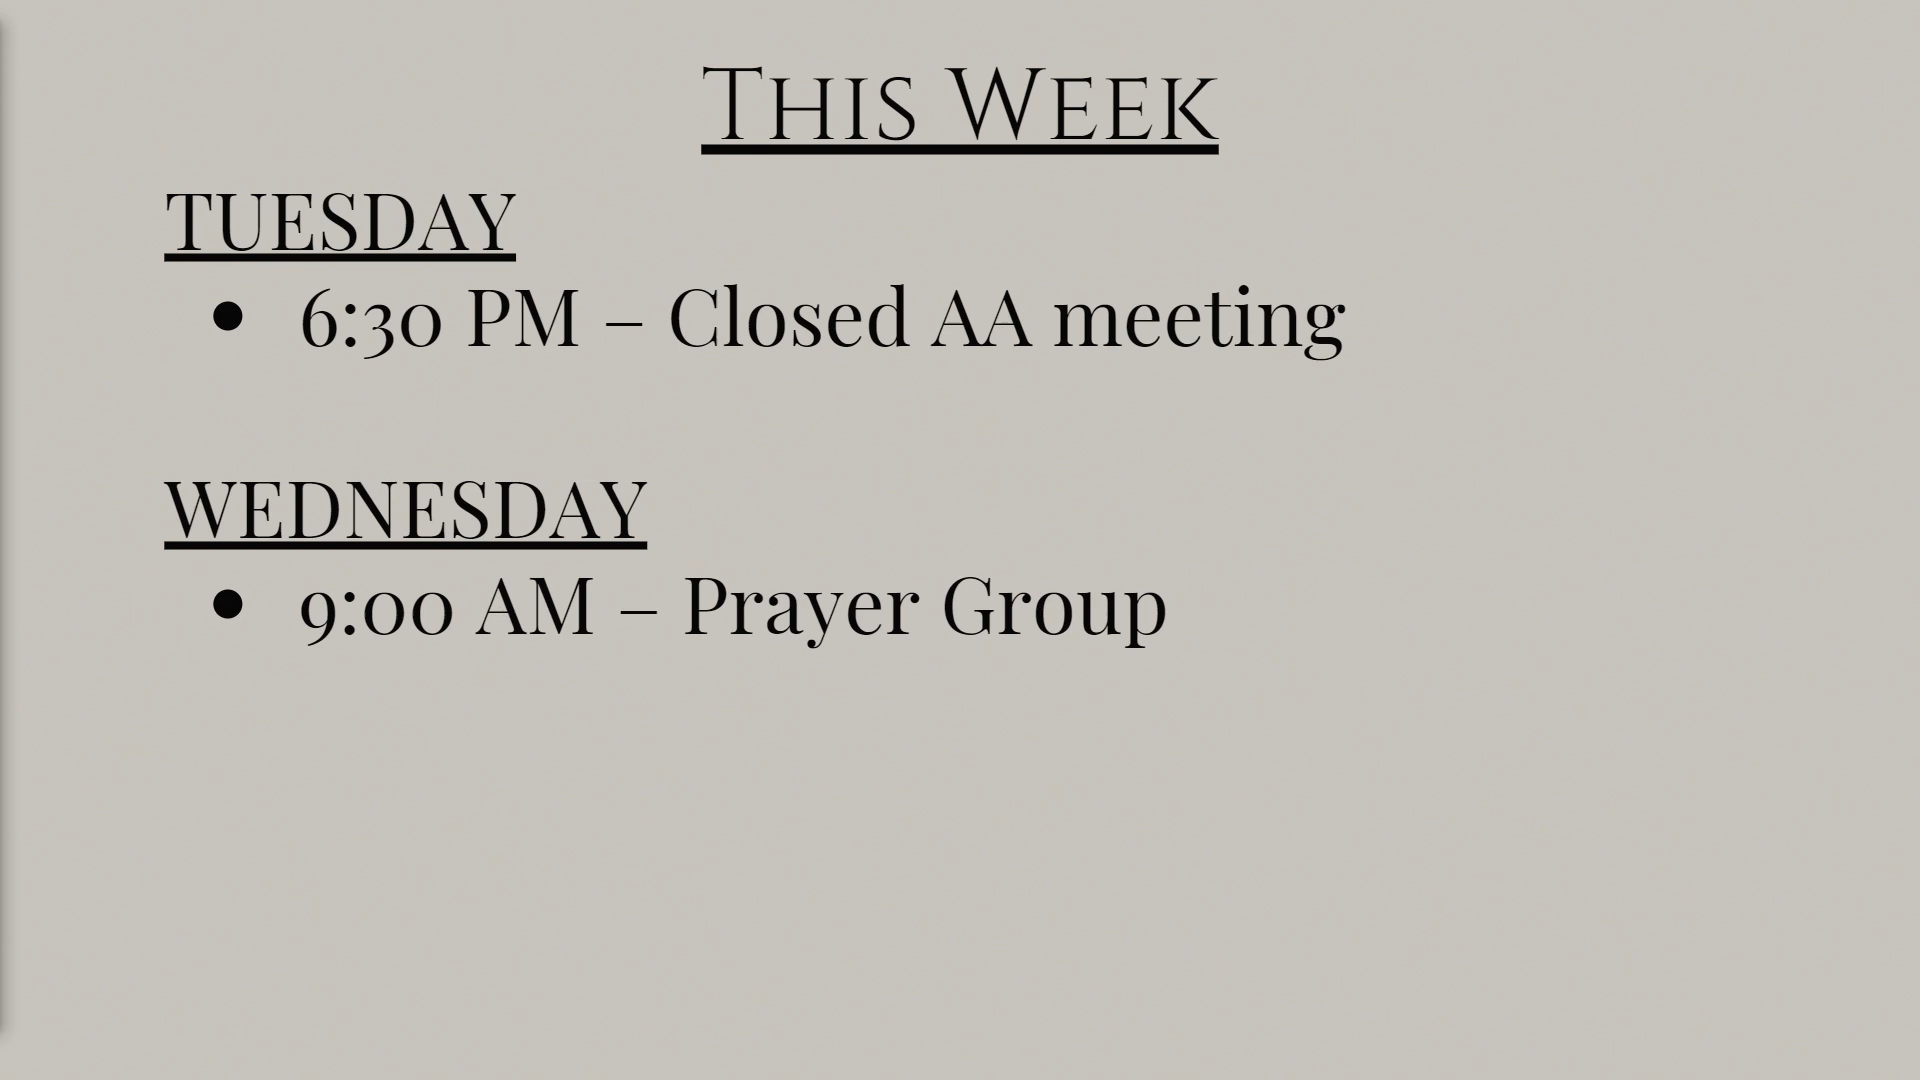 This Week
TUESDAY
• 6:30 PM – Closed AA meeting
WEDNESDAY
• 9:00 AM – Prayer Group